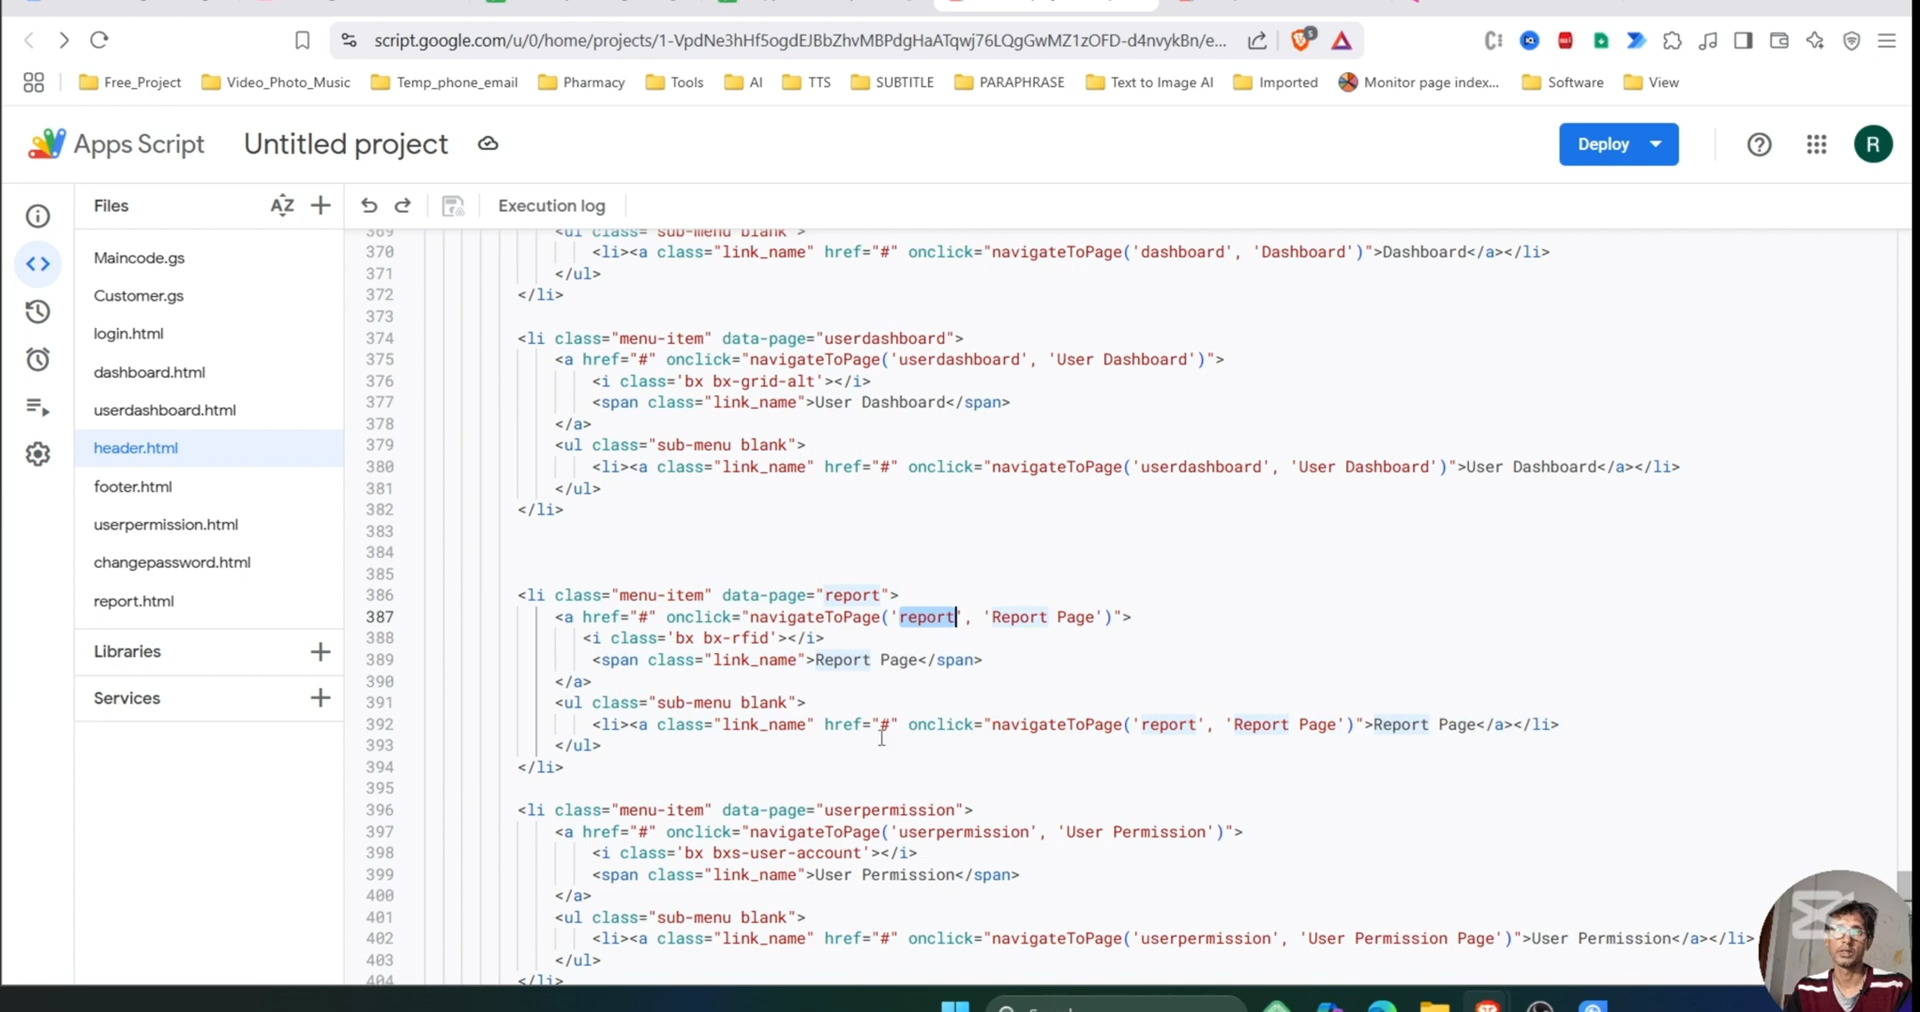 script.google.com/u/0/home/projects/1-VpdNe3hHf5ogdEJBbZhvMBPdgHaATqwj76LQgGwMZ1zOFD-d4nvykBn/e...
5
Free_Project
Video_Photo_Music
Temp_phone_email
Pharmacy
Tools
AI
TTS
SUBTITLE
PARAPHRASE
Text to Image AI
Imported
Monitor page index...
Software
View
Apps Script
Untitled project
Deploy
R
Files
AZ
Execution log
Maincode.gs
Customer.gs
login.html
dashboard.html
userdashboard.html
header.html
footer.html
userpermission.html
changepassword.html
report.html
Libraries
Services
369 <ul class="sub-menu blank">
370 <li><a class="link_name" href="#" onclick="navigateToPage('dashboard', 'Dashboard')">Dashboard</a></li>
371 </ul>
372 </li>
373
374 <li class="menu-item" data-page="userdashboard">
375 <a href="#" onclick="navigateToPage('userdashboard', 'User Dashboard')">
376 <i class='bx bx-grid-alt'></i>
377 <span class="link_name">User Dashboard</span>
378 </a>
379 <ul class="sub-menu blank">
380 <li><a class="link_name" href="#" onclick="navigateToPage('userdashboard', 'User Dashboard')">User Dashboard</a></li>
381 </ul>
382 </li>
383
384
385
386 <li class="menu-item" data-page="report">
387 <a href="#" onclick="navigateToPage('report', 'Report Page')">
388 <i class='bx bx-rfid'></i>
389 <span class="link_name">Report Page</span>
390 </a>
391 <ul class="sub-menu blank">
392 <li><a class="link_name" href="#" onclick="navigateToPage('report', 'Report Page')">Report Page</a></li>
393 </ul>
394 </li>
395
396 <li class="menu-item" data-page="userpermission">
397 <a href="#" onclick="navigateToPage('userpermission', 'User Permission')">
398 <i class='bx bxs-user-account'></i>
399 <span class="link_name">User Permission</span>
400 </a>
401 <ul class="sub-menu blank">
402 <li><a class="link_name" href="#" onclick="navigateToPage('userpermission', 'User Permission Page')">User Permission</a></li>
403 </ul>
404 </li>